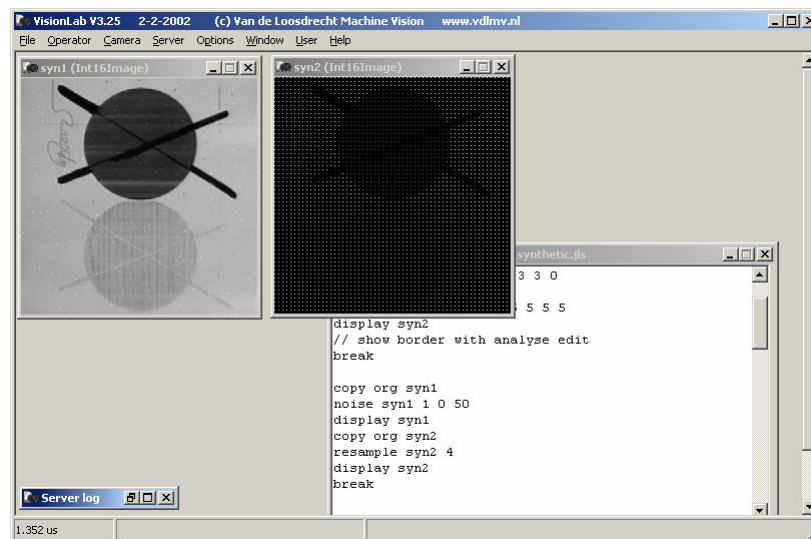 VisionLab V3.25 2-2-2002 (c) Van de Loosdrecht Machine Vision www.vdlmv.nl
File Operator Camera Server Options Window User Help
syn1 (Int16Image)
syn2 (Int16Image)
synthetic.jls
3 3 0
5 5 5
display syn2
// show border with analyse edit
break
copy org syn1
noise syn1 1 0 50
display syn1
copy org syn2
resample syn2 4
display syn2
break
Server log
1.352 us